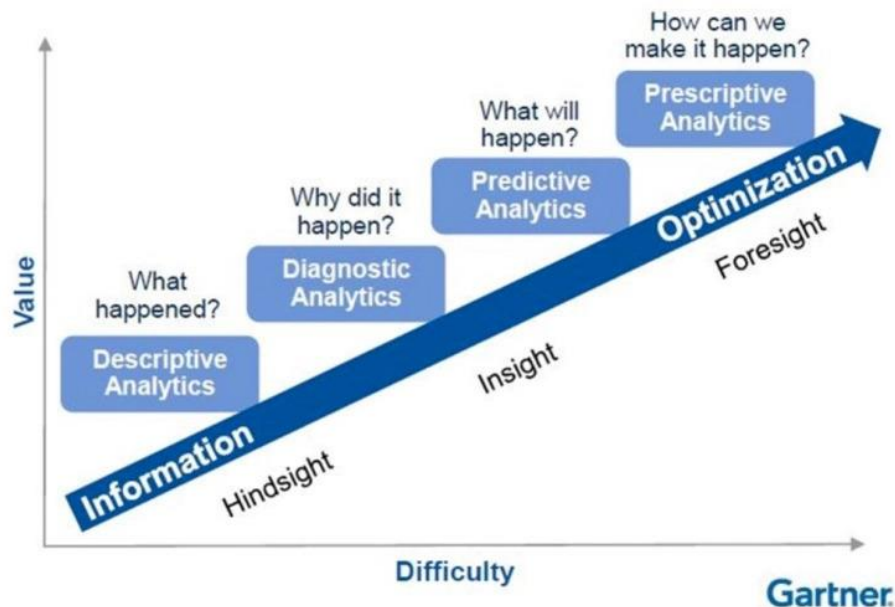 How can we
make it happen?
Prescriptive
Analytics
What will
happen?
Predictive
Analytics
Why did it
happen?
Diagnostic
Analytics
What
happened?
Descriptive
Analytics
Information
Optimization
Hindsight
Insight
Foresight
Value
Difficulty
Gartner